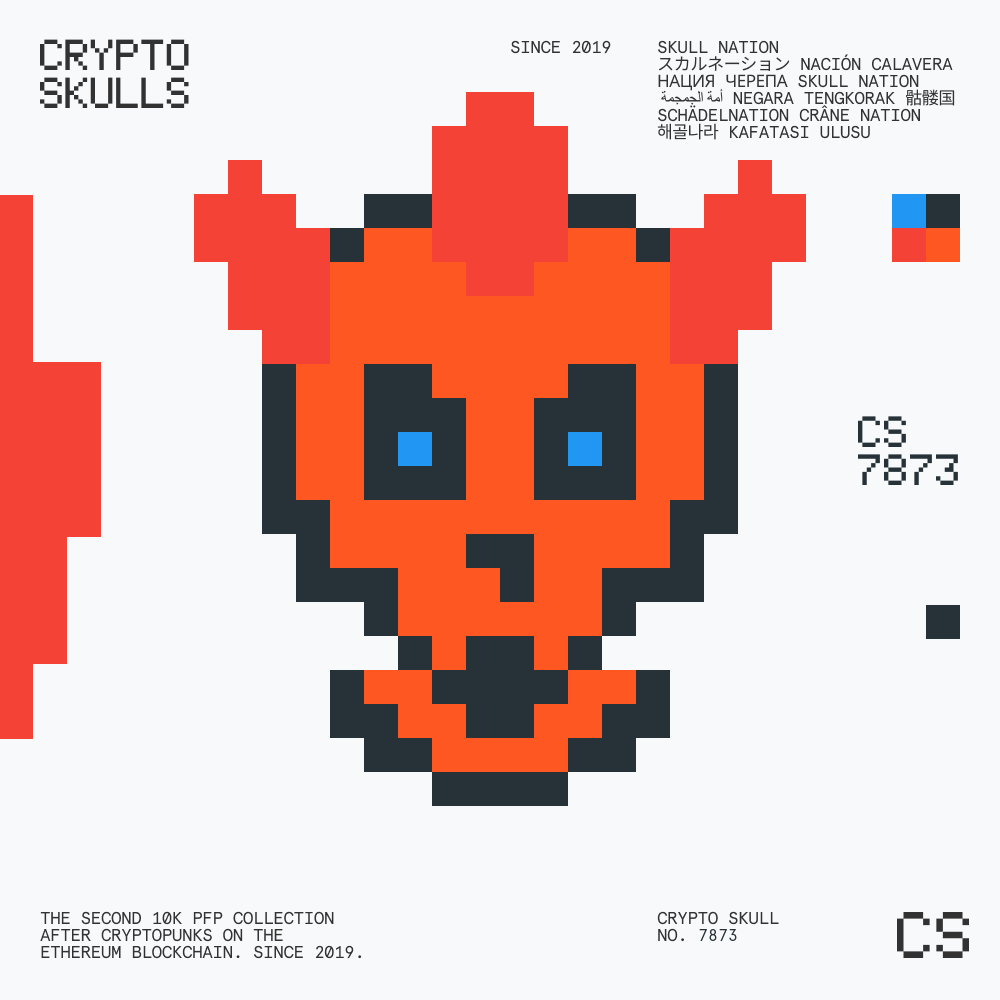 CRYPTO
SKULLS
SINCE 2019
SKULL NATION
スカルネーション NACIÓN CALAVERA
НАЦИЯ ЧЕРЕПА SKULL NATION
أمة الجمجمة NEGARA TENGKORAK 骷髅国
SCHÄDELNATION CRÂNE NATION
해골나라 KAFATASI ULUSU
CS
7873
THE SECOND 10K PFP COLLECTION
AFTER CRYPTOPUNKS ON THE
ETHEREUM BLOCKCHAIN. SINCE 2019.
CRYPTO SKULL
NO. 7873
CS